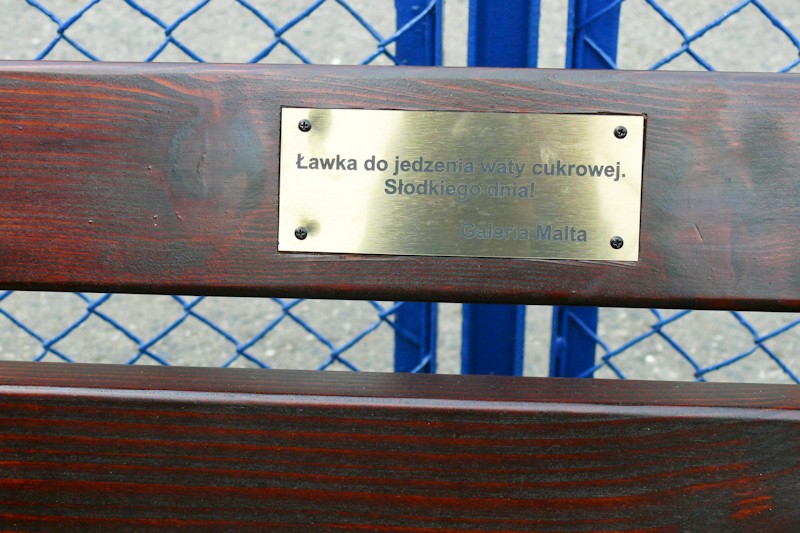 Ławka do jedzenia waty cukrowej.
Słodkiego dnia!
Galeria Malta